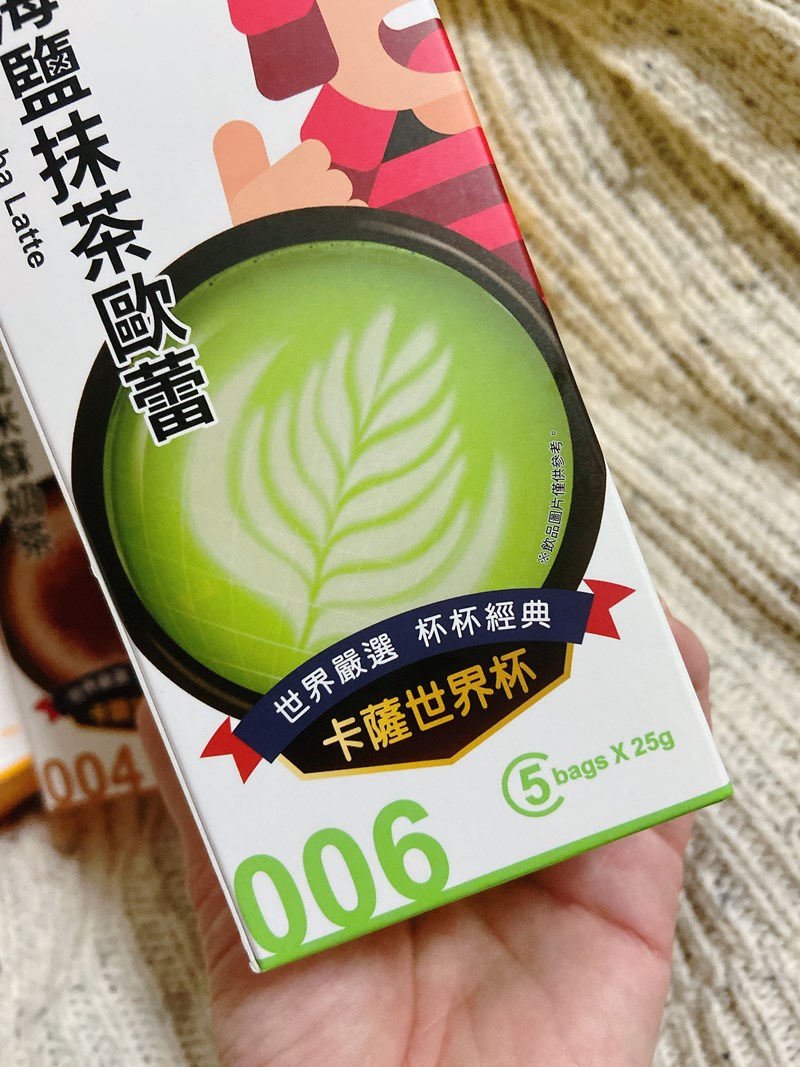 海鹽抹茶歐蕾
Latte
※飲品圖片僅供參考。
世界嚴選 杯杯經典
卡薩世界杯
5 bags X 25g
006
004